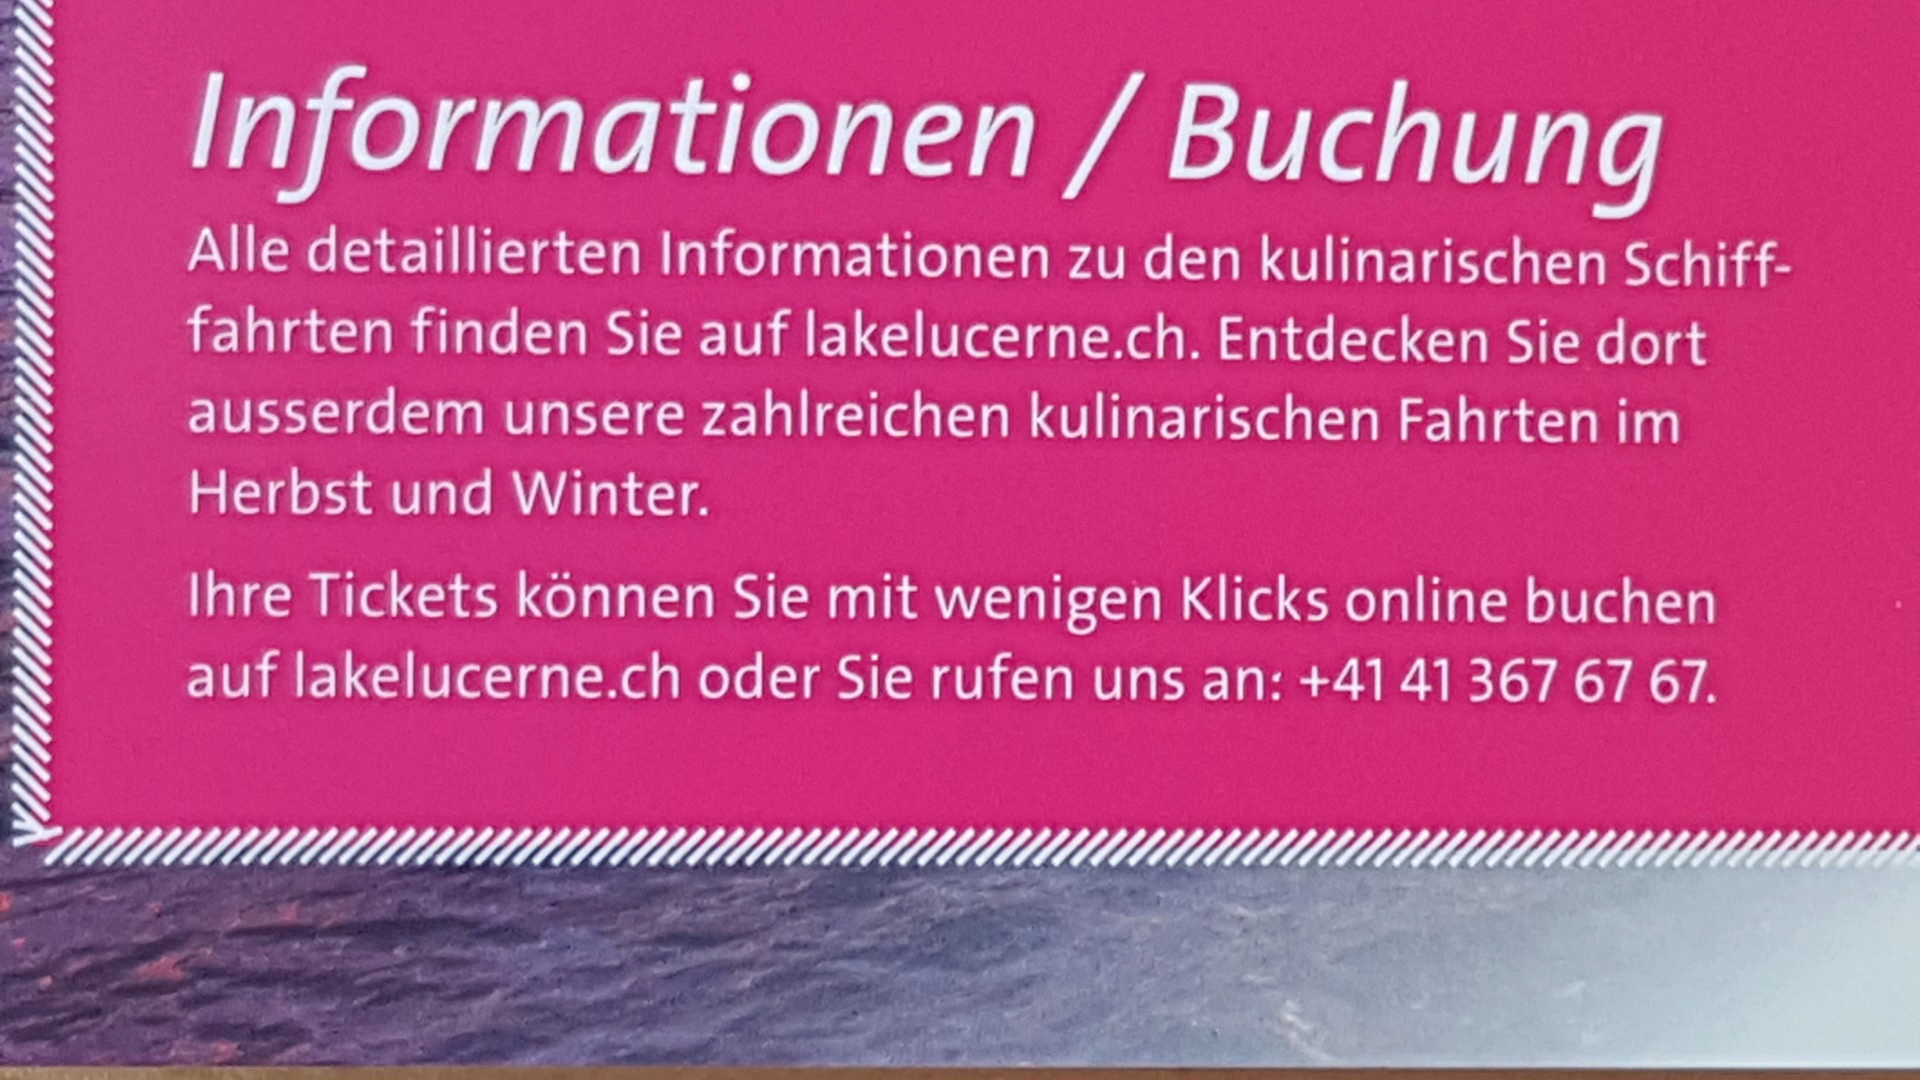 Informationen / Buchung
Alle detaillierten Informationen zu den kulinarischen Schiff-
fahrten finden Sie auf lakelucerne.ch. Entdecken Sie dort
ausserdem unsere zahlreichen kulinarischen Fahrten im
Herbst und Winter.
Ihre Tickets können Sie mit wenigen Klicks online buchen
auf lakelucerne.ch oder Sie rufen uns an: +41 41 367 67 67.